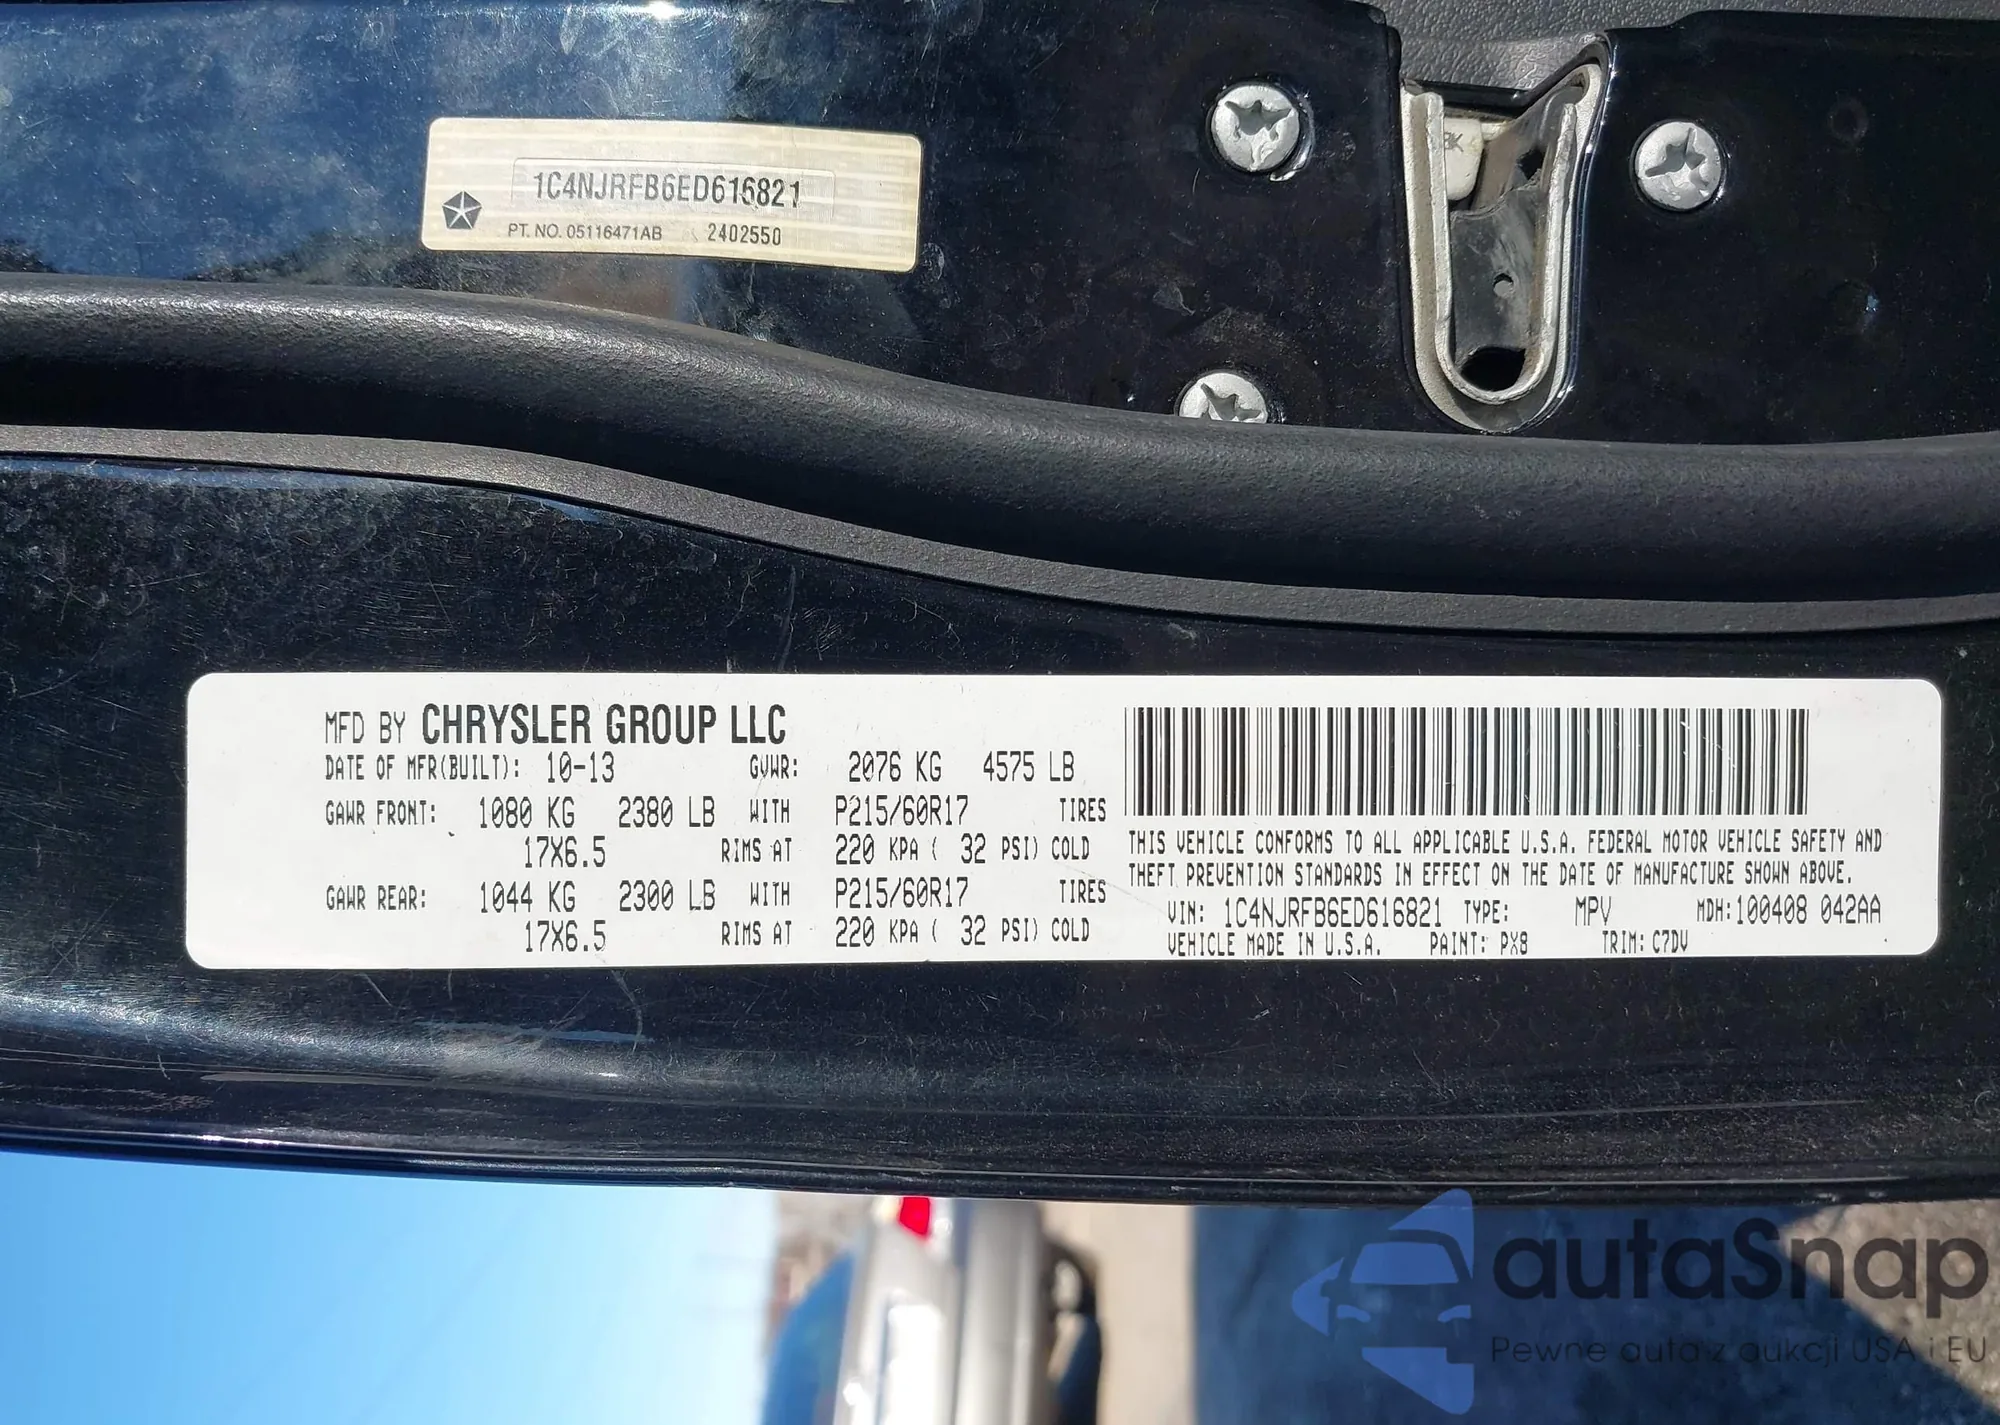 1C4NJRFB6ED616821
PT. NO. 05116471AB 2402550
MFD BY CHRYSLER GROUP LLC
DATE OF MFR(BUILT): 10-13 GVWR: 2076 KG 4575 LB
GAWR FRONT: 1080 KG 2380 LB WITH P215/60R17 TIRES
17X6.5 RIMS AT 220 KPA ( 32 PSI) COLD
GAWR REAR: 1044 KG 2300 LB WITH P215/60R17 TIRES
17X6.5 RIMS AT 220 KPA ( 32 PSI) COLD
THIS VEHICLE CONFORMS TO ALL APPLICABLE U.S.A. FEDERAL MOTOR VEHICLE SAFETY AND
THEFT PREVENTION STANDARDS IN EFFECT ON THE DATE OF MANUFACTURE SHOWN ABOVE.
VIN: 1C4NJRFB6ED616821 TYPE: MPV MDH:100408 042AA
VEHICLE MADE IN U.S.A. PAINT: PX8 TRIM: C7DV
autaSnap
Pewne auta z aukcji USA i EU